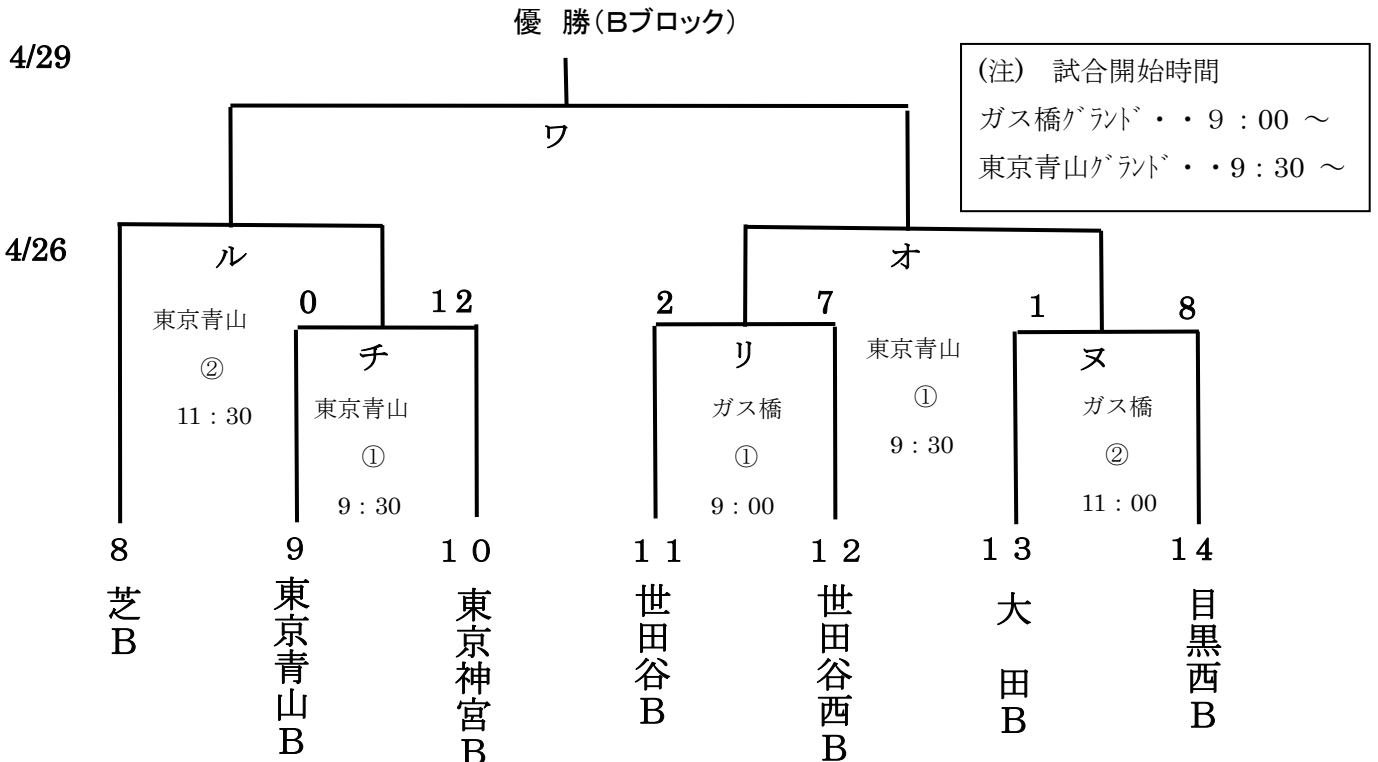 優 勝(Bブロック)
4/29
(注) 試合開始時間
ガス橋ｸﾞﾗﾝﾄﾞ・・９：00 ～
東京青山ｸﾞﾗﾝﾄﾞ・・9：30 ～
ワ
4/26
ル
オ
0
12
2
7
1
8
東京青山
②
11：30
チ
東京青山
①
9：30
リ
ガス橋
①
9：00
東京青山
①
9：30
ヌ
ガス橋
②
11：00
８
９
１０
１１
１２
１３
１４
芝B
東京青山B
東京神宮B
世田谷B
世田谷西B
大 田B
目黒西B